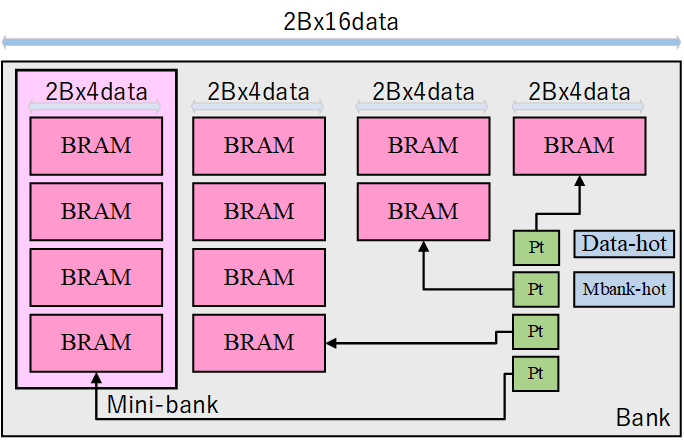 2Bx16data
2Bx4data 2Bx4data 2Bx4data 2Bx4data
BRAM BRAM BRAM BRAM
BRAM BRAM BRAM
Pt Data-hot
BRAM BRAM Pt Mbank-hot
BRAM BRAM Pt
Pt
Mini-bank
Bank